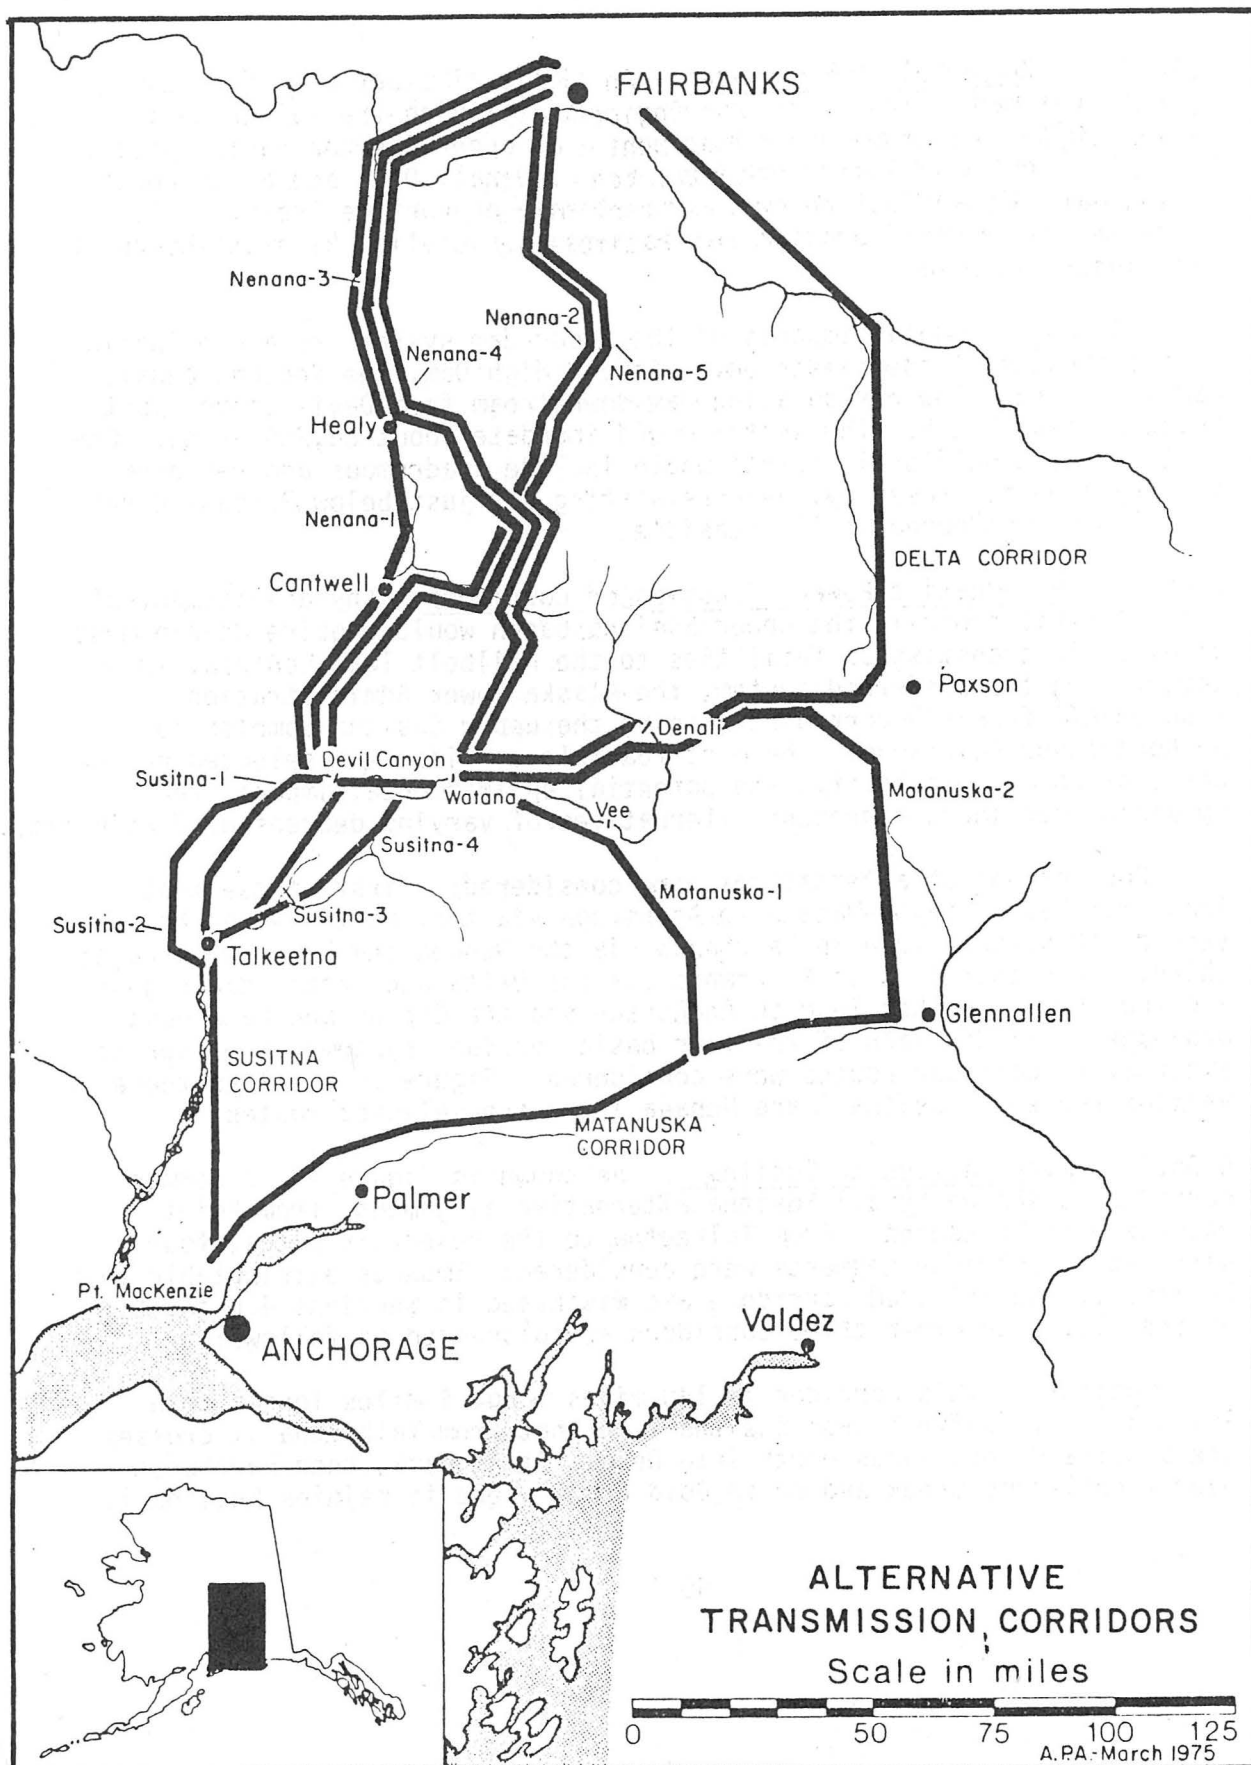 FAIRBANKS
Nenana-3
Nenana-2
Nenana-4
Nenana-5
Healy
Nenana-1
DELTA CORRIDOR
Cantwell
Paxson
Denali
Devil Canyon
Susitna-1
Watana
Matanuska-2
Vee
Susitna-4
Matanuska-1
Susitna-3
Susitna-2
Talkeetna
Glennallen
SUSITNA
CORRIDOR
MATANUSKA
CORRIDOR
Palmer
Pt. MacKenzie
Valdez
ANCHORAGE
ALTERNATIVE
TRANSMISSION CORRIDORS
Scale in miles
0 50 75 100 125
A.P.A.-March 1975